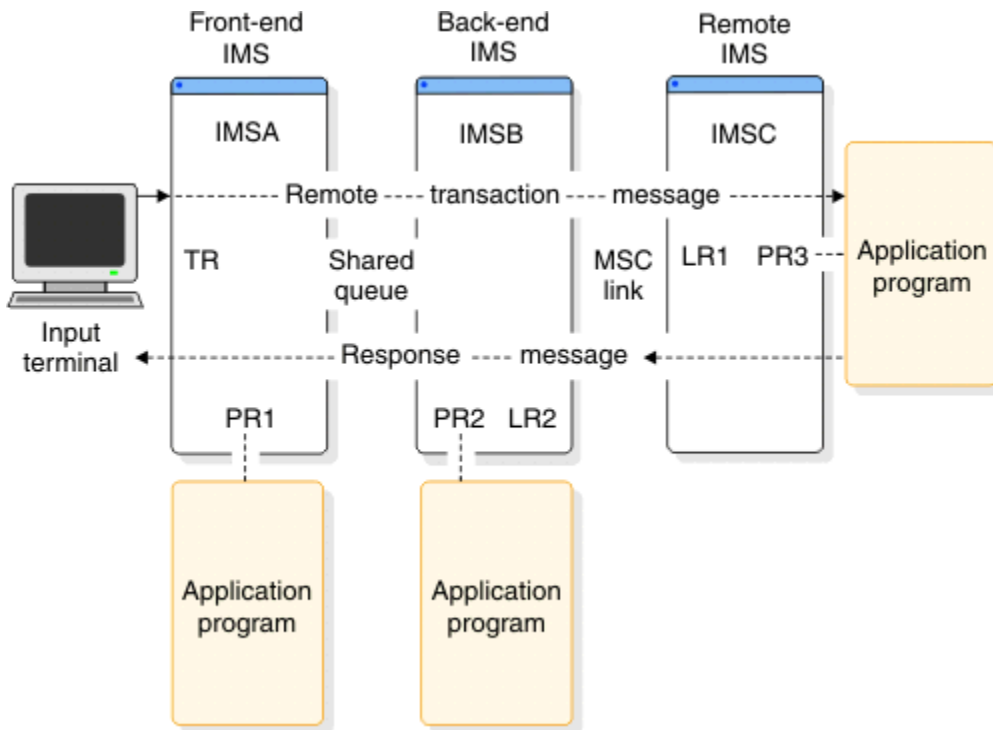 Front-end
IMS
Back-end
IMS
Remote
IMS
IMSA
IMSB
IMSC
Remote transaction message
TR
Shared
queue
MSC
link
LR1 PR3
Application
program
Input
terminal
Response message
PR1
PR2 LR2
Application
program
Application
program